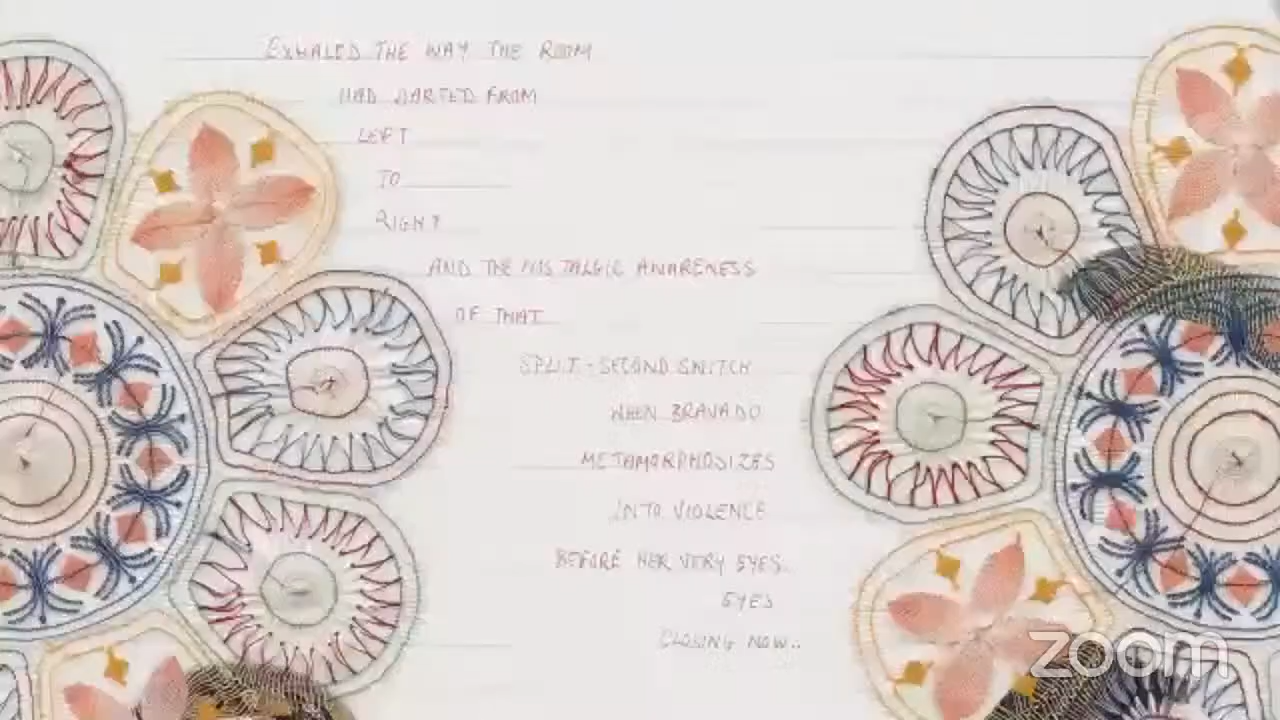 EXHALED THE WAY THE ROOM
HAD DARTED FROM
LEFT
TO
RIGHT
AND THE NOSTALGIC AWARENESS
OF THAT
SPLIT-SECOND SWITCH
WHEN BRAVADO
METAMORPHOSIZES
INTO VIOLENCE
BEFORE HER VERY EYES..
EYES
CLOSING NOW..
zoom